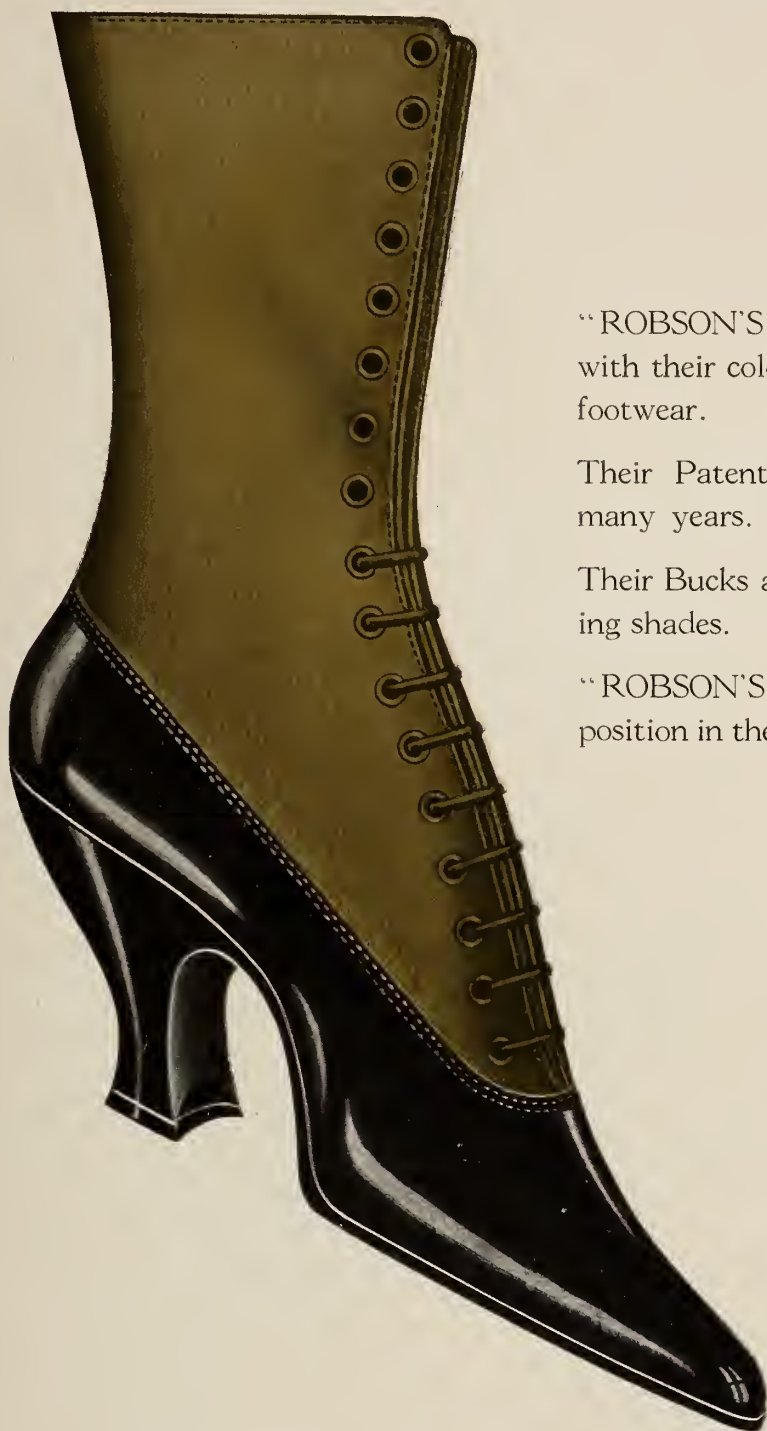 “ROBSON’S
with their col
footwear.
Their Patent
many years.
Their Bucks a
ing shades.
“ROBSON’S
position in the